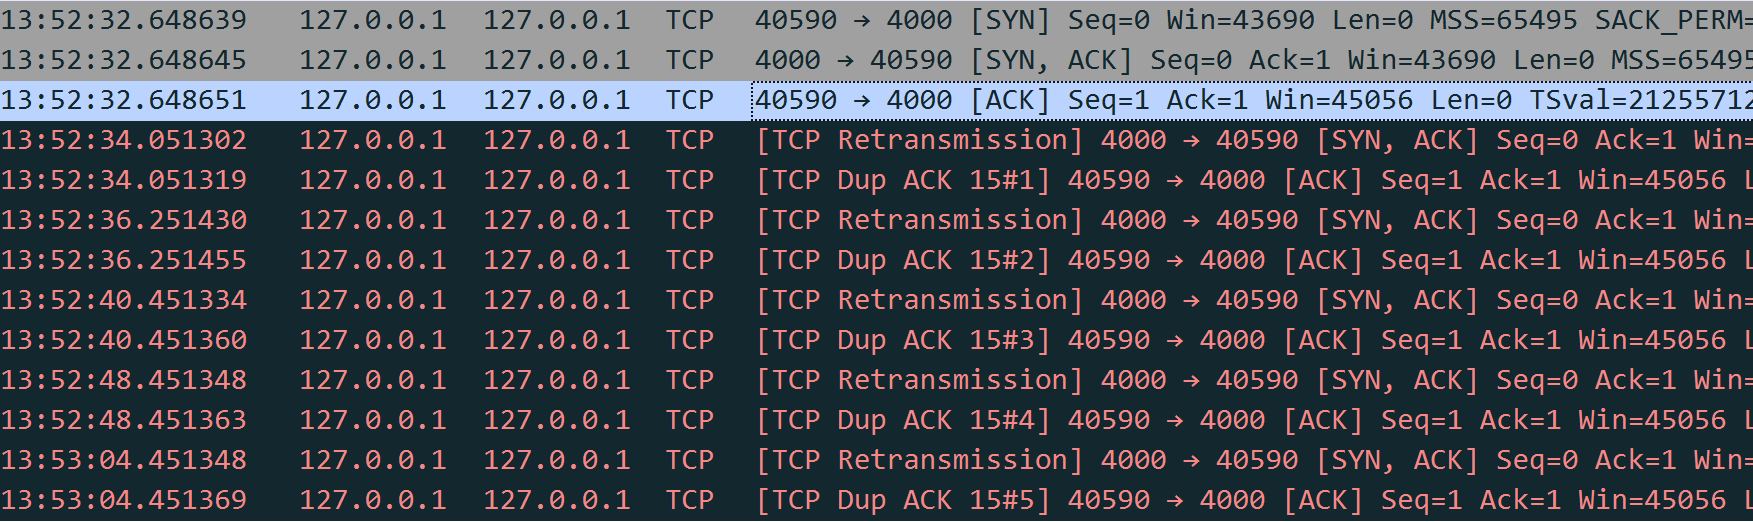 13:52:32.648639 127.0.0.1 127.0.0.1 TCP 40590 → 4000 [SYN] Seq=0 Win=43690 Len=0 MSS=65495 SACK_PERM=
13:52:32.648645 127.0.0.1 127.0.0.1 TCP 4000 → 40590 [SYN, ACK] Seq=0 Ack=1 Win=43690 Len=0 MSS=65495
13:52:32.648651 127.0.0.1 127.0.0.1 TCP 40590 → 4000 [ACK] Seq=1 Ack=1 Win=45056 Len=0 TSval=21255712
13:52:34.051302 127.0.0.1 127.0.0.1 TCP [TCP Retransmission] 4000 → 40590 [SYN, ACK] Seq=0 Ack=1 Win=
13:52:34.051319 127.0.0.1 127.0.0.1 TCP [TCP Dup ACK 15#1] 40590 → 4000 [ACK] Seq=1 Ack=1 Win=45056 L
13:52:36.251430 127.0.0.1 127.0.0.1 TCP [TCP Retransmission] 4000 → 40590 [SYN, ACK] Seq=0 Ack=1 Win=
13:52:36.251455 127.0.0.1 127.0.0.1 TCP [TCP Dup ACK 15#2] 40590 → 4000 [ACK] Seq=1 Ack=1 Win=45056 L
13:52:40.451334 127.0.0.1 127.0.0.1 TCP [TCP Retransmission] 4000 → 40590 [SYN, ACK] Seq=0 Ack=1 Win=
13:52:40.451360 127.0.0.1 127.0.0.1 TCP [TCP Dup ACK 15#3] 40590 → 4000 [ACK] Seq=1 Ack=1 Win=45056 L
13:52:48.451348 127.0.0.1 127.0.0.1 TCP [TCP Retransmission] 4000 → 40590 [SYN, ACK] Seq=0 Ack=1 Win=
13:52:48.451363 127.0.0.1 127.0.0.1 TCP [TCP Dup ACK 15#4] 40590 → 4000 [ACK] Seq=1 Ack=1 Win=45056 L
13:53:04.451348 127.0.0.1 127.0.0.1 TCP [TCP Retransmission] 4000 → 40590 [SYN, ACK] Seq=0 Ack=1 Win=
13:53:04.451369 127.0.0.1 127.0.0.1 TCP [TCP Dup ACK 15#5] 40590 → 4000 [ACK] Seq=1 Ack=1 Win=45056 L